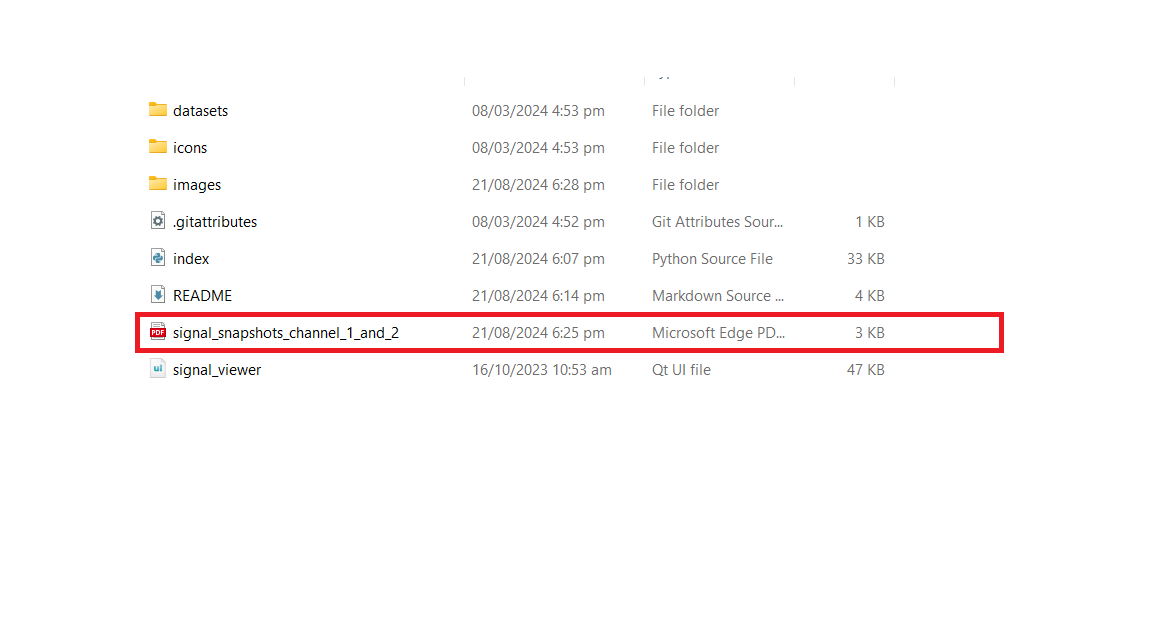 datasets 08/03/2024 4:53 pm File folder
icons 08/03/2024 4:53 pm File folder
images 21/08/2024 6:28 pm File folder
.gitattributes 08/03/2024 4:52 pm Git Attributes Sour... 1 KB
index 21/08/2024 6:07 pm Python Source File 33 KB
README 21/08/2024 6:14 pm Markdown Source ... 4 KB
PDF signal_snapshots_channel_1_and_2 21/08/2024 6:25 pm Microsoft Edge PD... 3 KB
ui signal_viewer 16/10/2023 10:53 am Qt UI file 47 KB